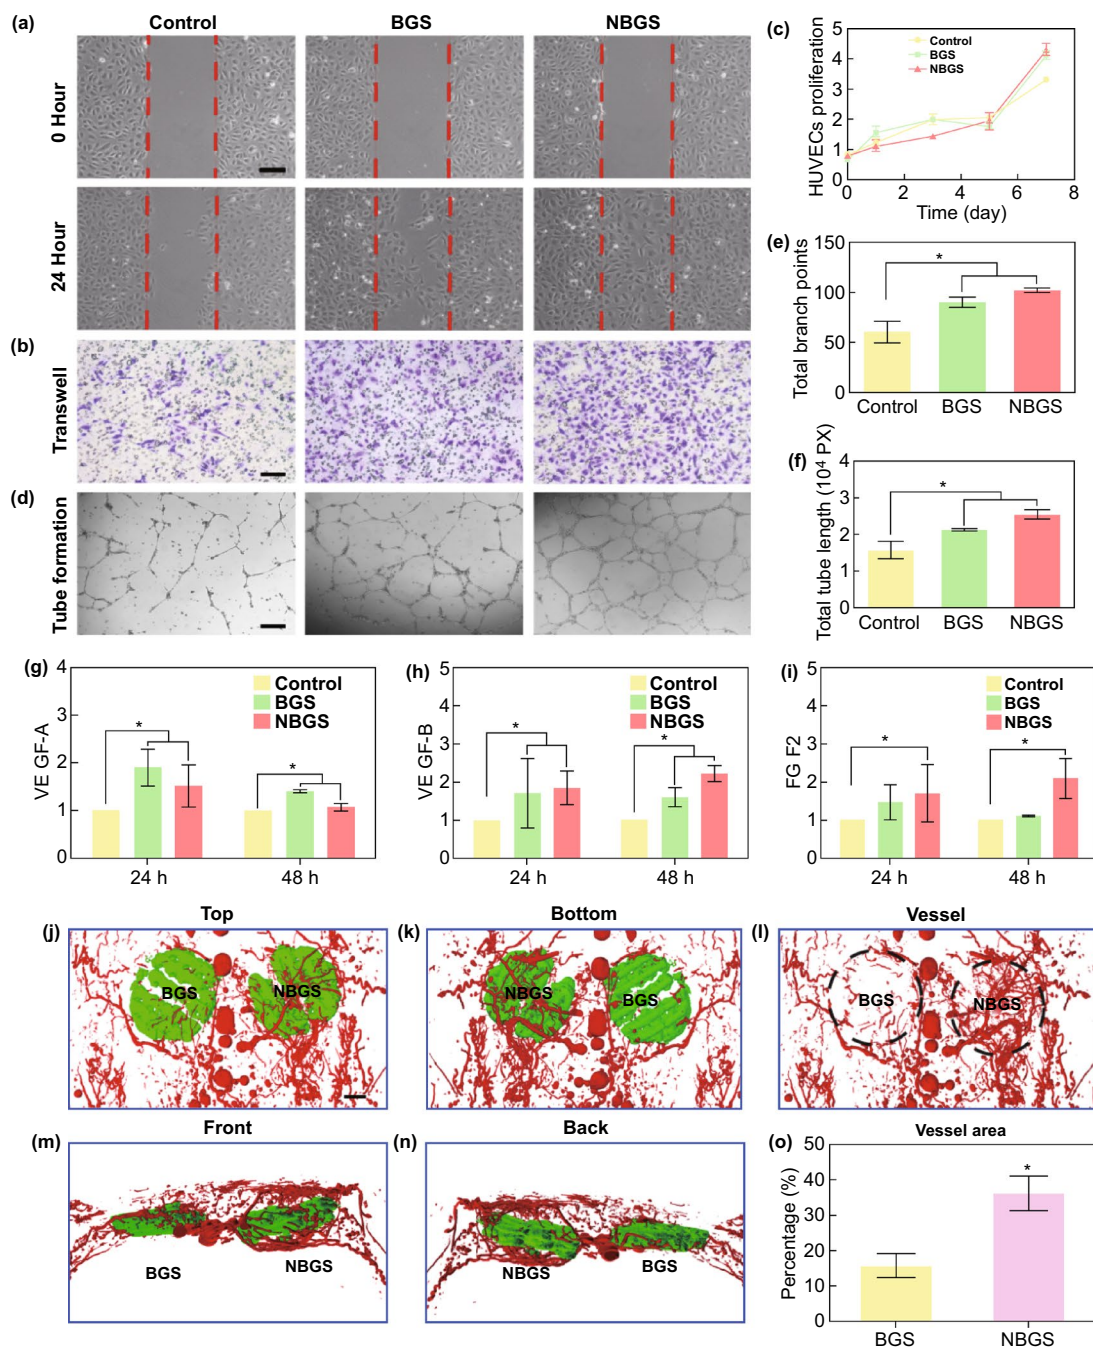 (a)
Control
BGS
NBGS
0 Hour
24 Hour
(b)
Transwell
(d)
Tube formation
(c)
HUVECs proliferation
5
4
3
2
1
0
Control
BGS
NBGS
0 2 4 6 8
Time (day)
(e)
Total branch points
150
100
50
0
*
Control BGS NBGS
(f)
Total tube length (10⁴ PX)
4
3
2
1
0
*
Control BGS NBGS
(g)
VE GF-A
4
3
2
1
0
Control
BGS
NBGS
* *
24 h 48 h
(h)
VE GF-B
5
4
3
2
1
0
Control
BGS
NBGS
* *
24 h 48 h
(i)
FG F2
5
4
3
2
1
0
Control
BGS
NBGS
* *
24 h 48 h
(j)
Top
BGS NBGS
(k)
Bottom
NBGS BGS
(l)
Vessel
BGS NBGS
(m)
Front
BGS NBGS
(n)
Back
NBGS BGS
(o)
Vessel area
Percentage (%)
50
40
30
20
10
0
*
BGS NBGS